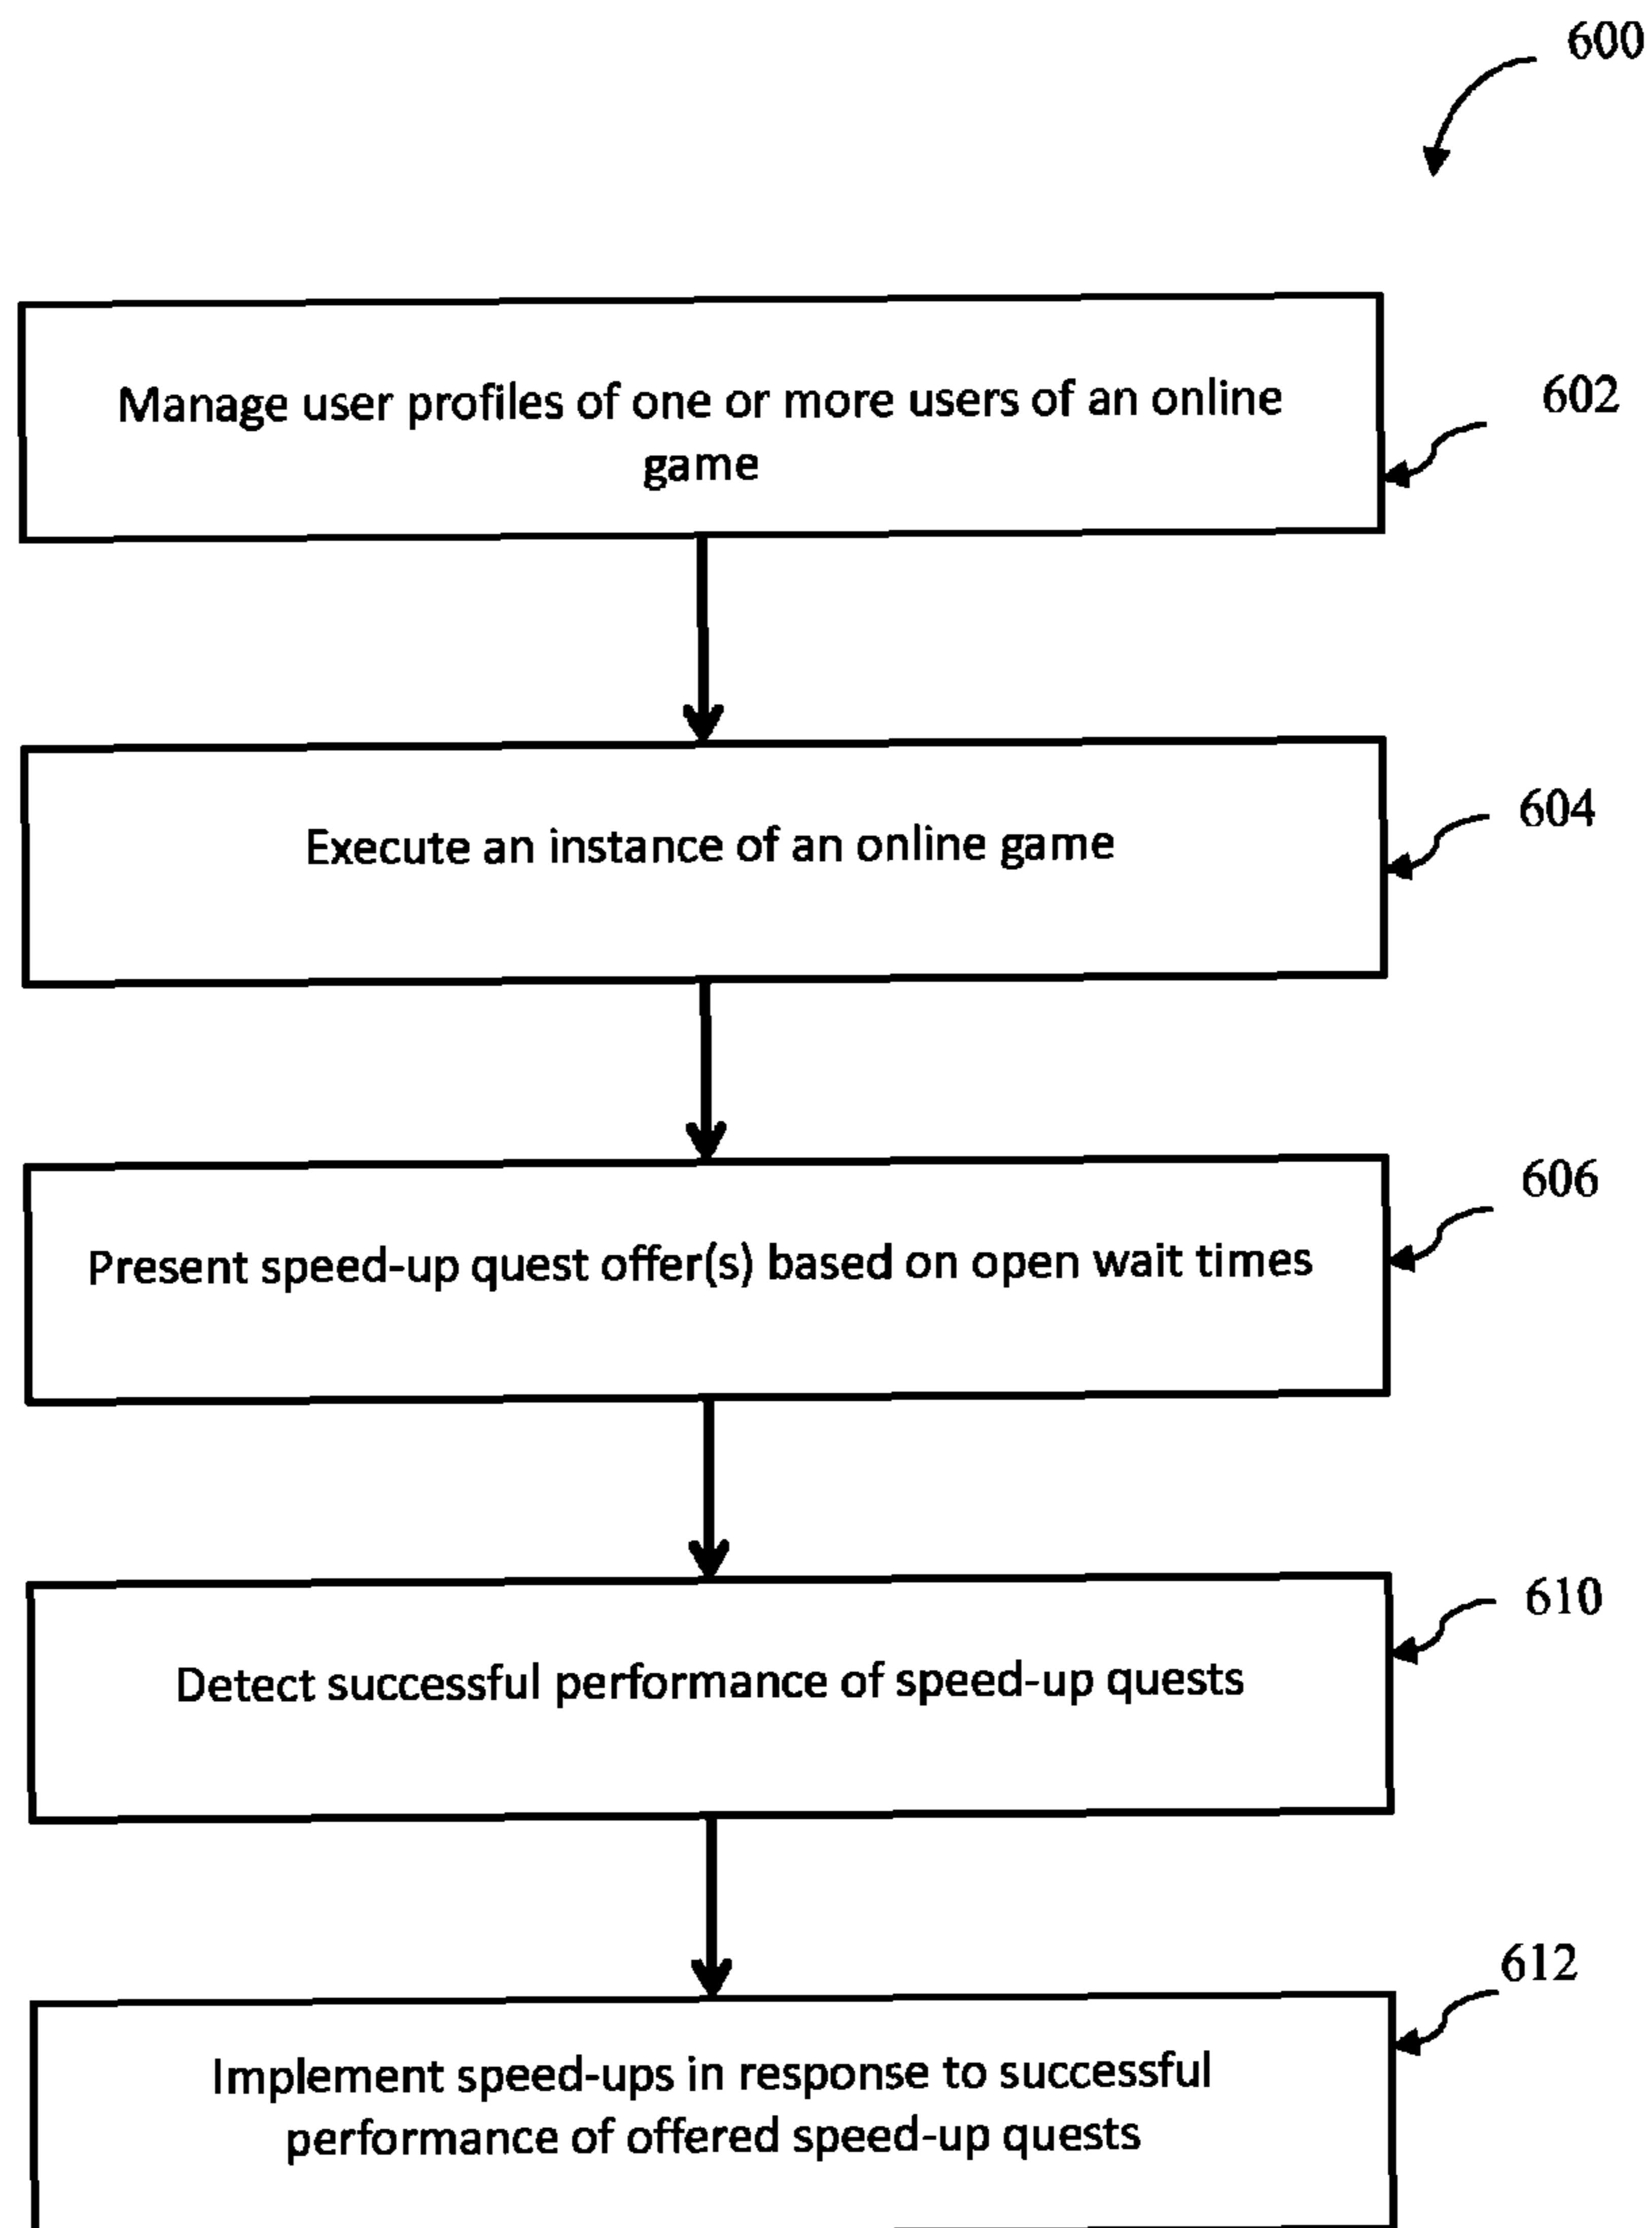 600
Manage user profiles of one or more users of an online
game
602
Execute an instance of an online game
604
Present speed-up quest offer(s) based on open wait times
606
Detect successful performance of speed-up quests
610
Implement speed-ups in response to successful
performance of offered speed-up quests
612